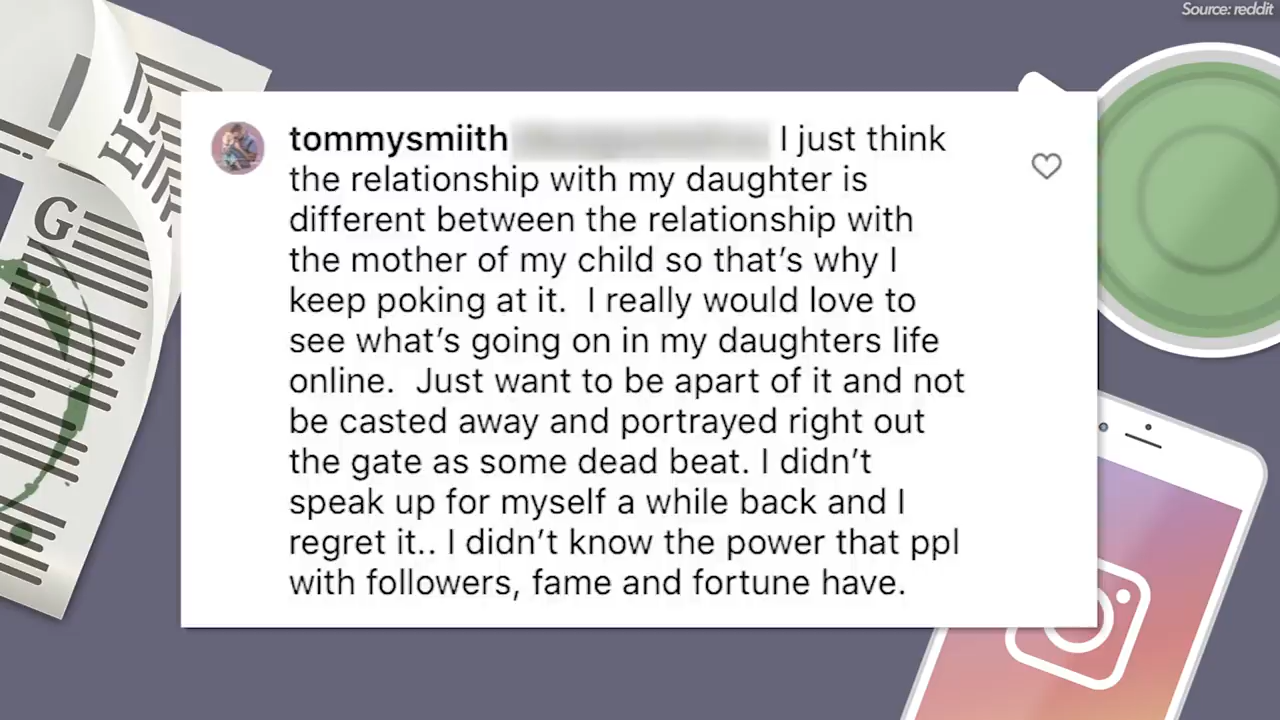 Source: reddit
H
G
tommysmiith I just think
the relationship with my daughter is
different between the relationship with
the mother of my child so that's why I
keep poking at it.  I really would love to
see what's going on in my daughters life
online.  Just want to be apart of it and not
be casted away and portrayed right out
the gate as some dead beat. I didn't
speak up for myself a while back and I
regret it.. I didn't know the power that ppl
with followers, fame and fortune have.